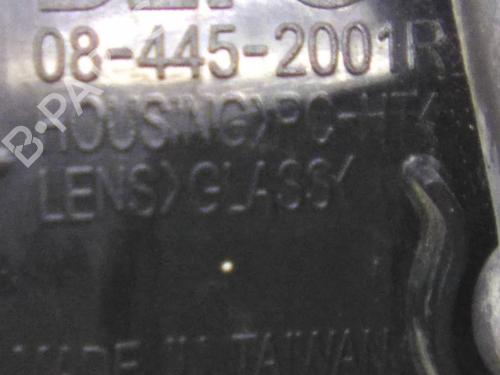 08-445-2001R
HOUSING>PC-HT<
LENS>GLASS<
MADE IN TAIWAN
B-PA